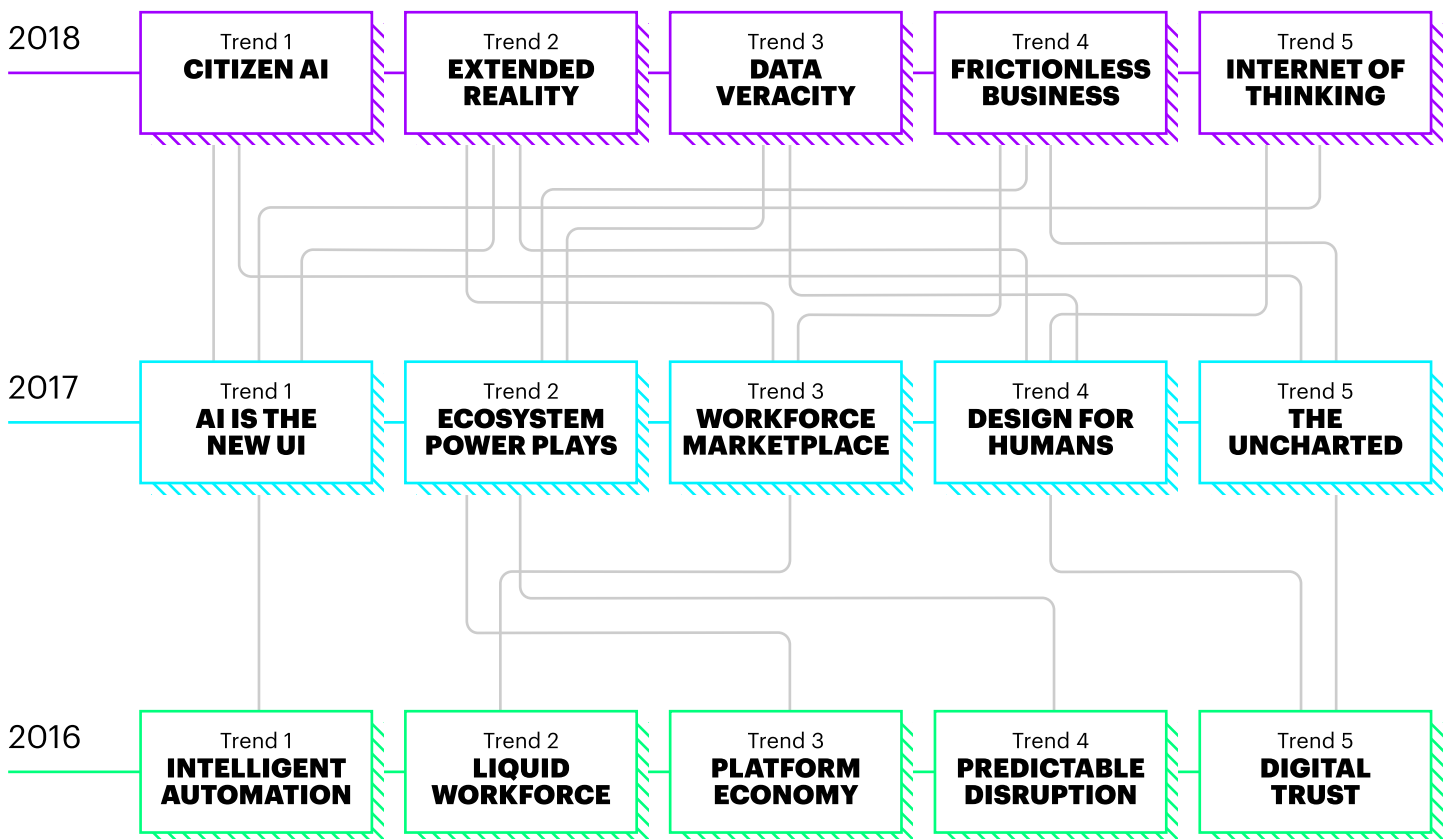 2018
Trend 1
CITIZEN AI
Trend 2
EXTENDED
REALITY
Trend 3
DATA
VERACITY
Trend 4
FRICTIONLESS
BUSINESS
Trend 5
INTERNET OF
THINKING
2017
Trend 1
AI IS THE
NEW UI
Trend 2
ECOSYSTEM
POWER PLAYS
Trend 3
WORKFORCE
MARKETPLACE
Trend 4
DESIGN FOR
HUMANS
Trend 5
THE
UNCHARTED
2016
Trend 1
INTELLIGENT
AUTOMATION
Trend 2
LIQUID
WORKFORCE
Trend 3
PLATFORM
ECONOMY
Trend 4
PREDICTABLE
DISRUPTION
Trend 5
DIGITAL
TRUST